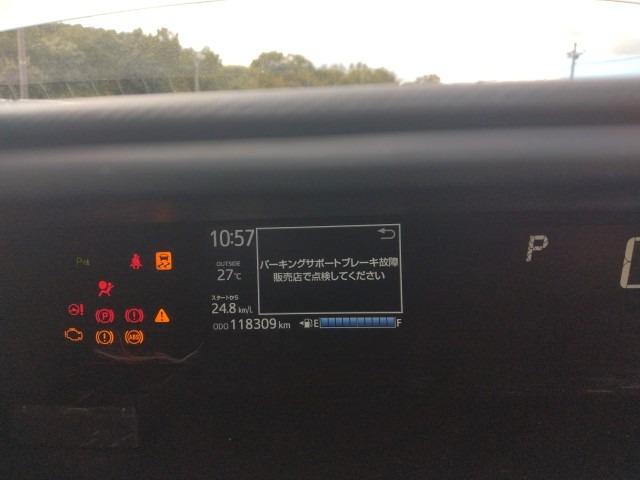 10:57
OUTSIDE
27℃
スタートから
24.8 km/L
ODO 118309 km
パーキングサポートブレーキ故障
販売店で点検してください
E F
P
P
ABS